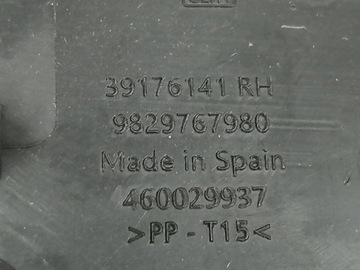 39176141 RH
9829767980
Made in Spain
460029937
>PP - T15<